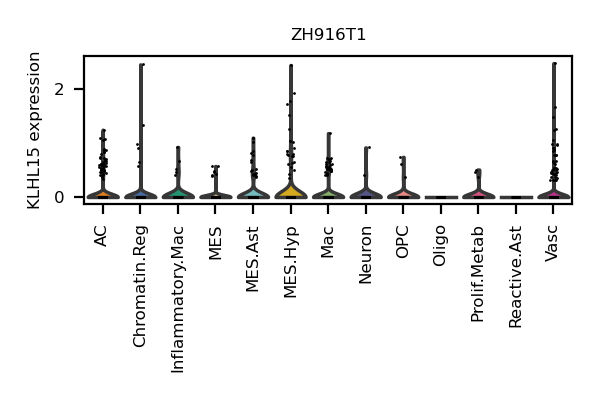 ZH916T1
KLHL15 expression
2
0
AC
Chromatin.Reg
Inflammatory.Mac
MES
MES.Ast
MES.Hyp
Mac
Neuron
OPC
Oligo
Prolif.Metab
Reactive.Ast
Vasc